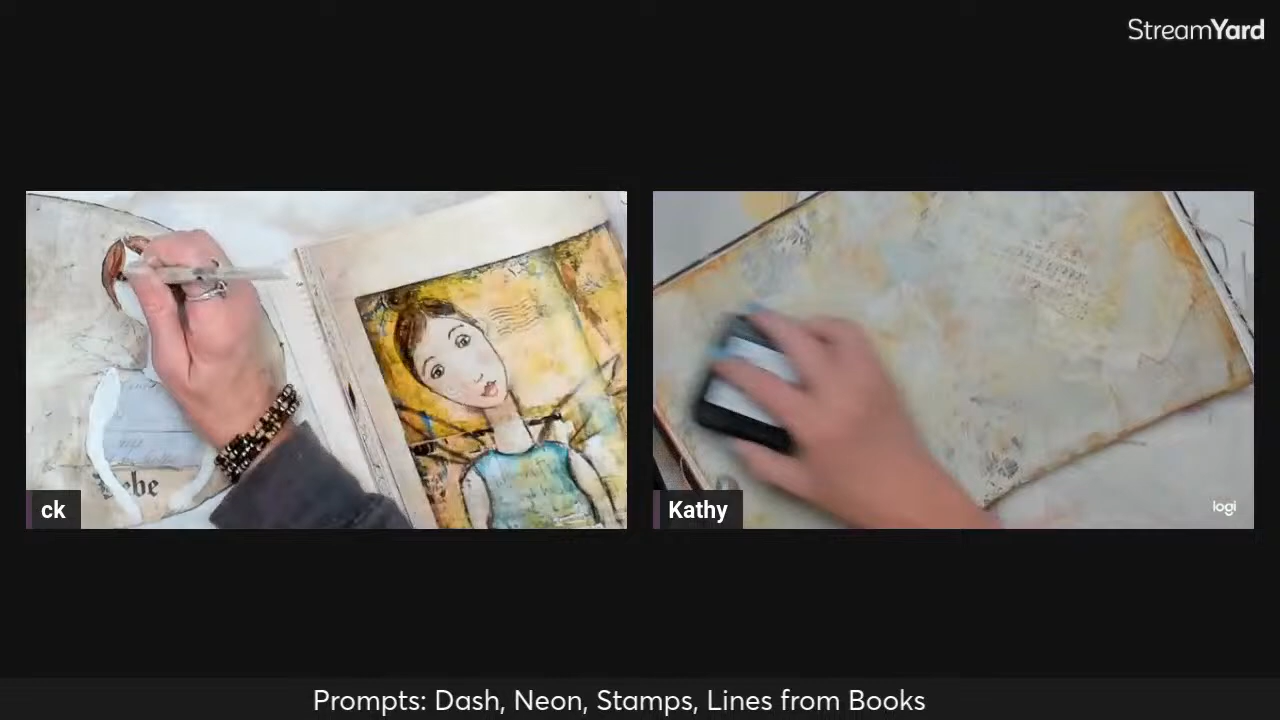 StreamYard
ck
Kathy
logi
Prompts: Dash, Neon, Stamps, Lines from Books